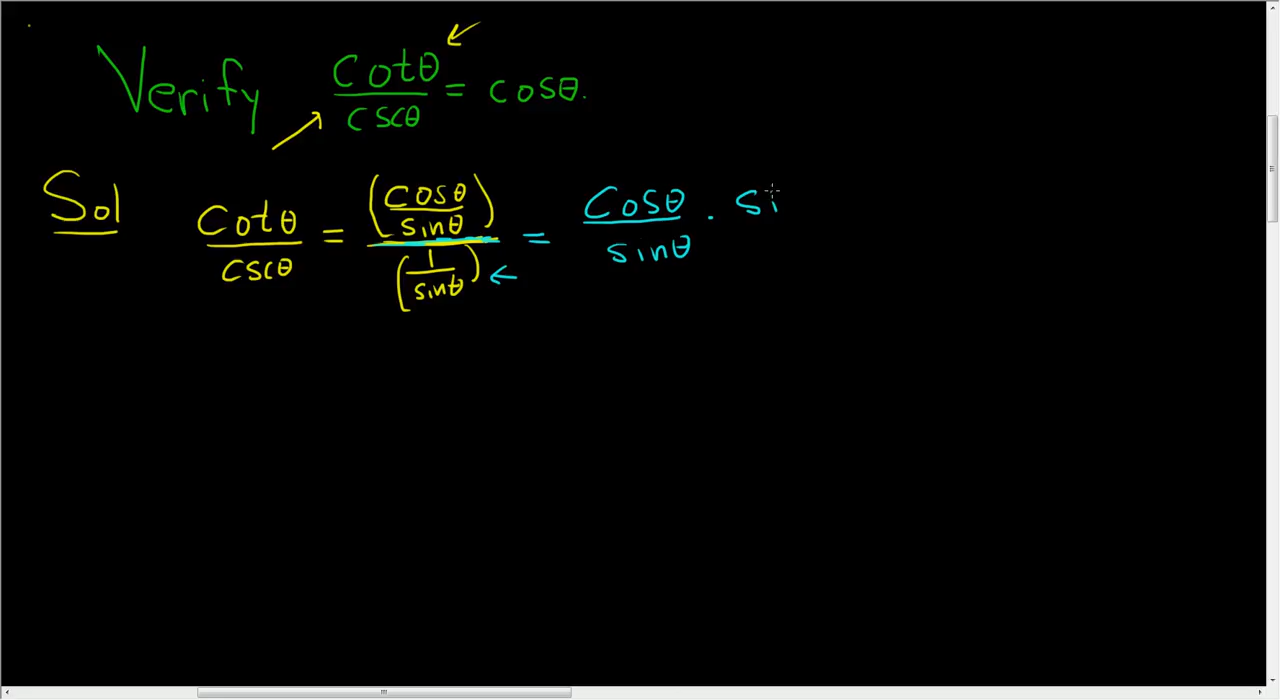 Verify cotθ/cscθ = cosθ.
Sol cotθ/cscθ = (cosθ/sinθ)/(1/sinθ) = cosθ/sinθ · si